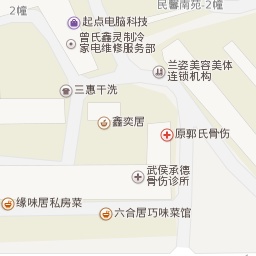 2幢
民馨南苑-2幢
起点电脑科技
曾氏鑫灵制冷
家电维修服务部
兰姿美容美体
连锁机构
三惠干洗
鑫奕居
原郭氏骨伤
武侯承德
骨伤诊所
缘味居私房菜
六合居巧味菜馆